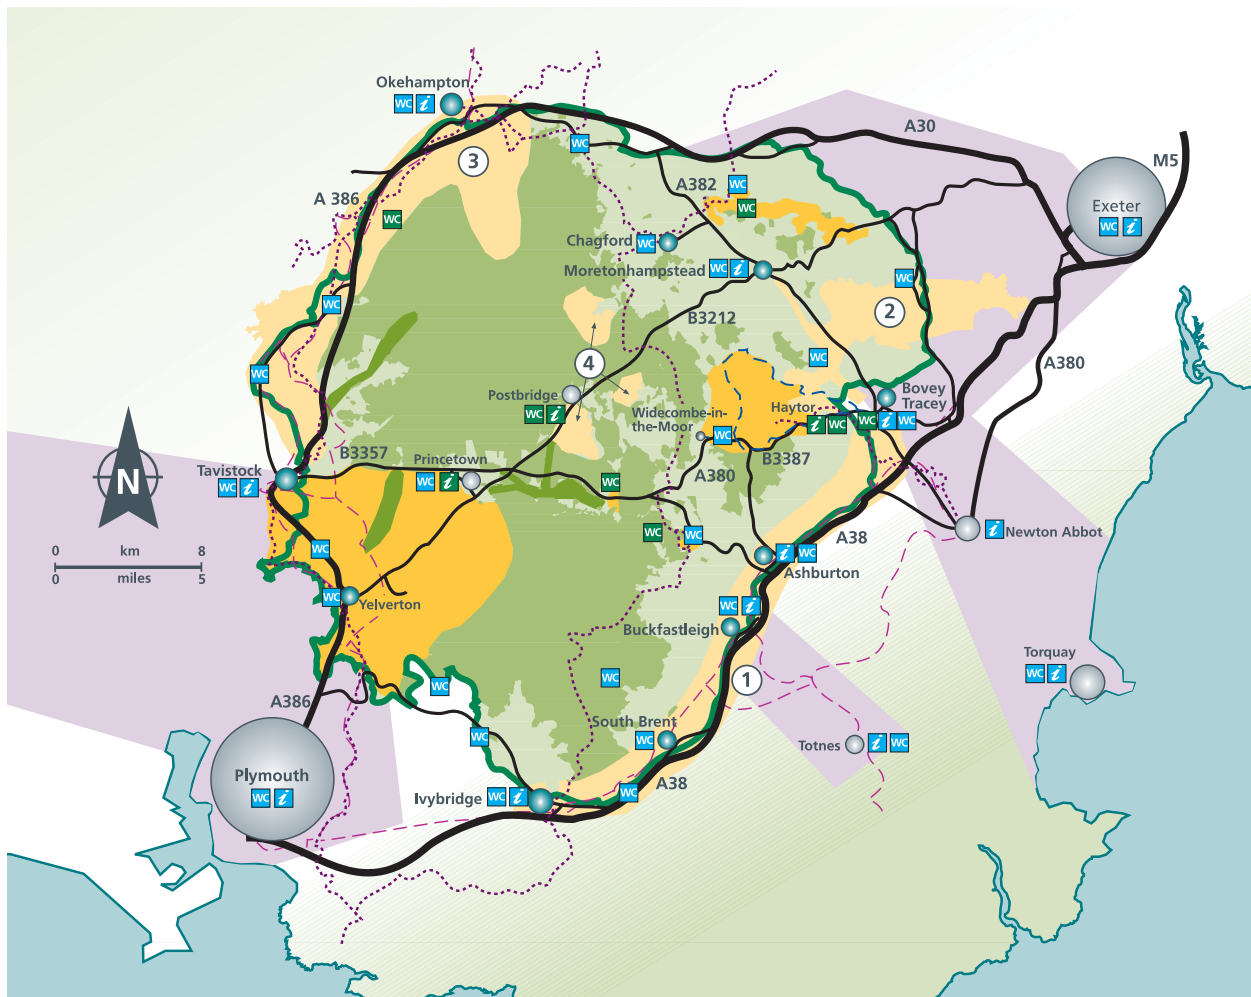 Okehampton
WC i
WC
A30
M5
3
A 386
A382
WC
WC
WC
Exeter
WC i
Chagford WC
Moretonhampstead WC i
WC
WC
B3212
2
WC
4
A380
WC
Postbridge
WC i
Bovey
Tracey
Haytor
Widecombe-in-
the-Moor
WC
i WC
WC i WC
B3357
Princetown
A380
B3387
Tavistock
WC i
WC i
WC
N
WC
WC
A38
i Newton Abbot
0 km 8
0 miles 5
WC
i WC
Ashburton
WC
Yelverton
WC i
Buckfastleigh
Torquay
WC i
WC
WC
1
A386
South Brent
WC
WC
Totnes i WC
Plymouth
WC i
A38
Ivybridge WC i
WC